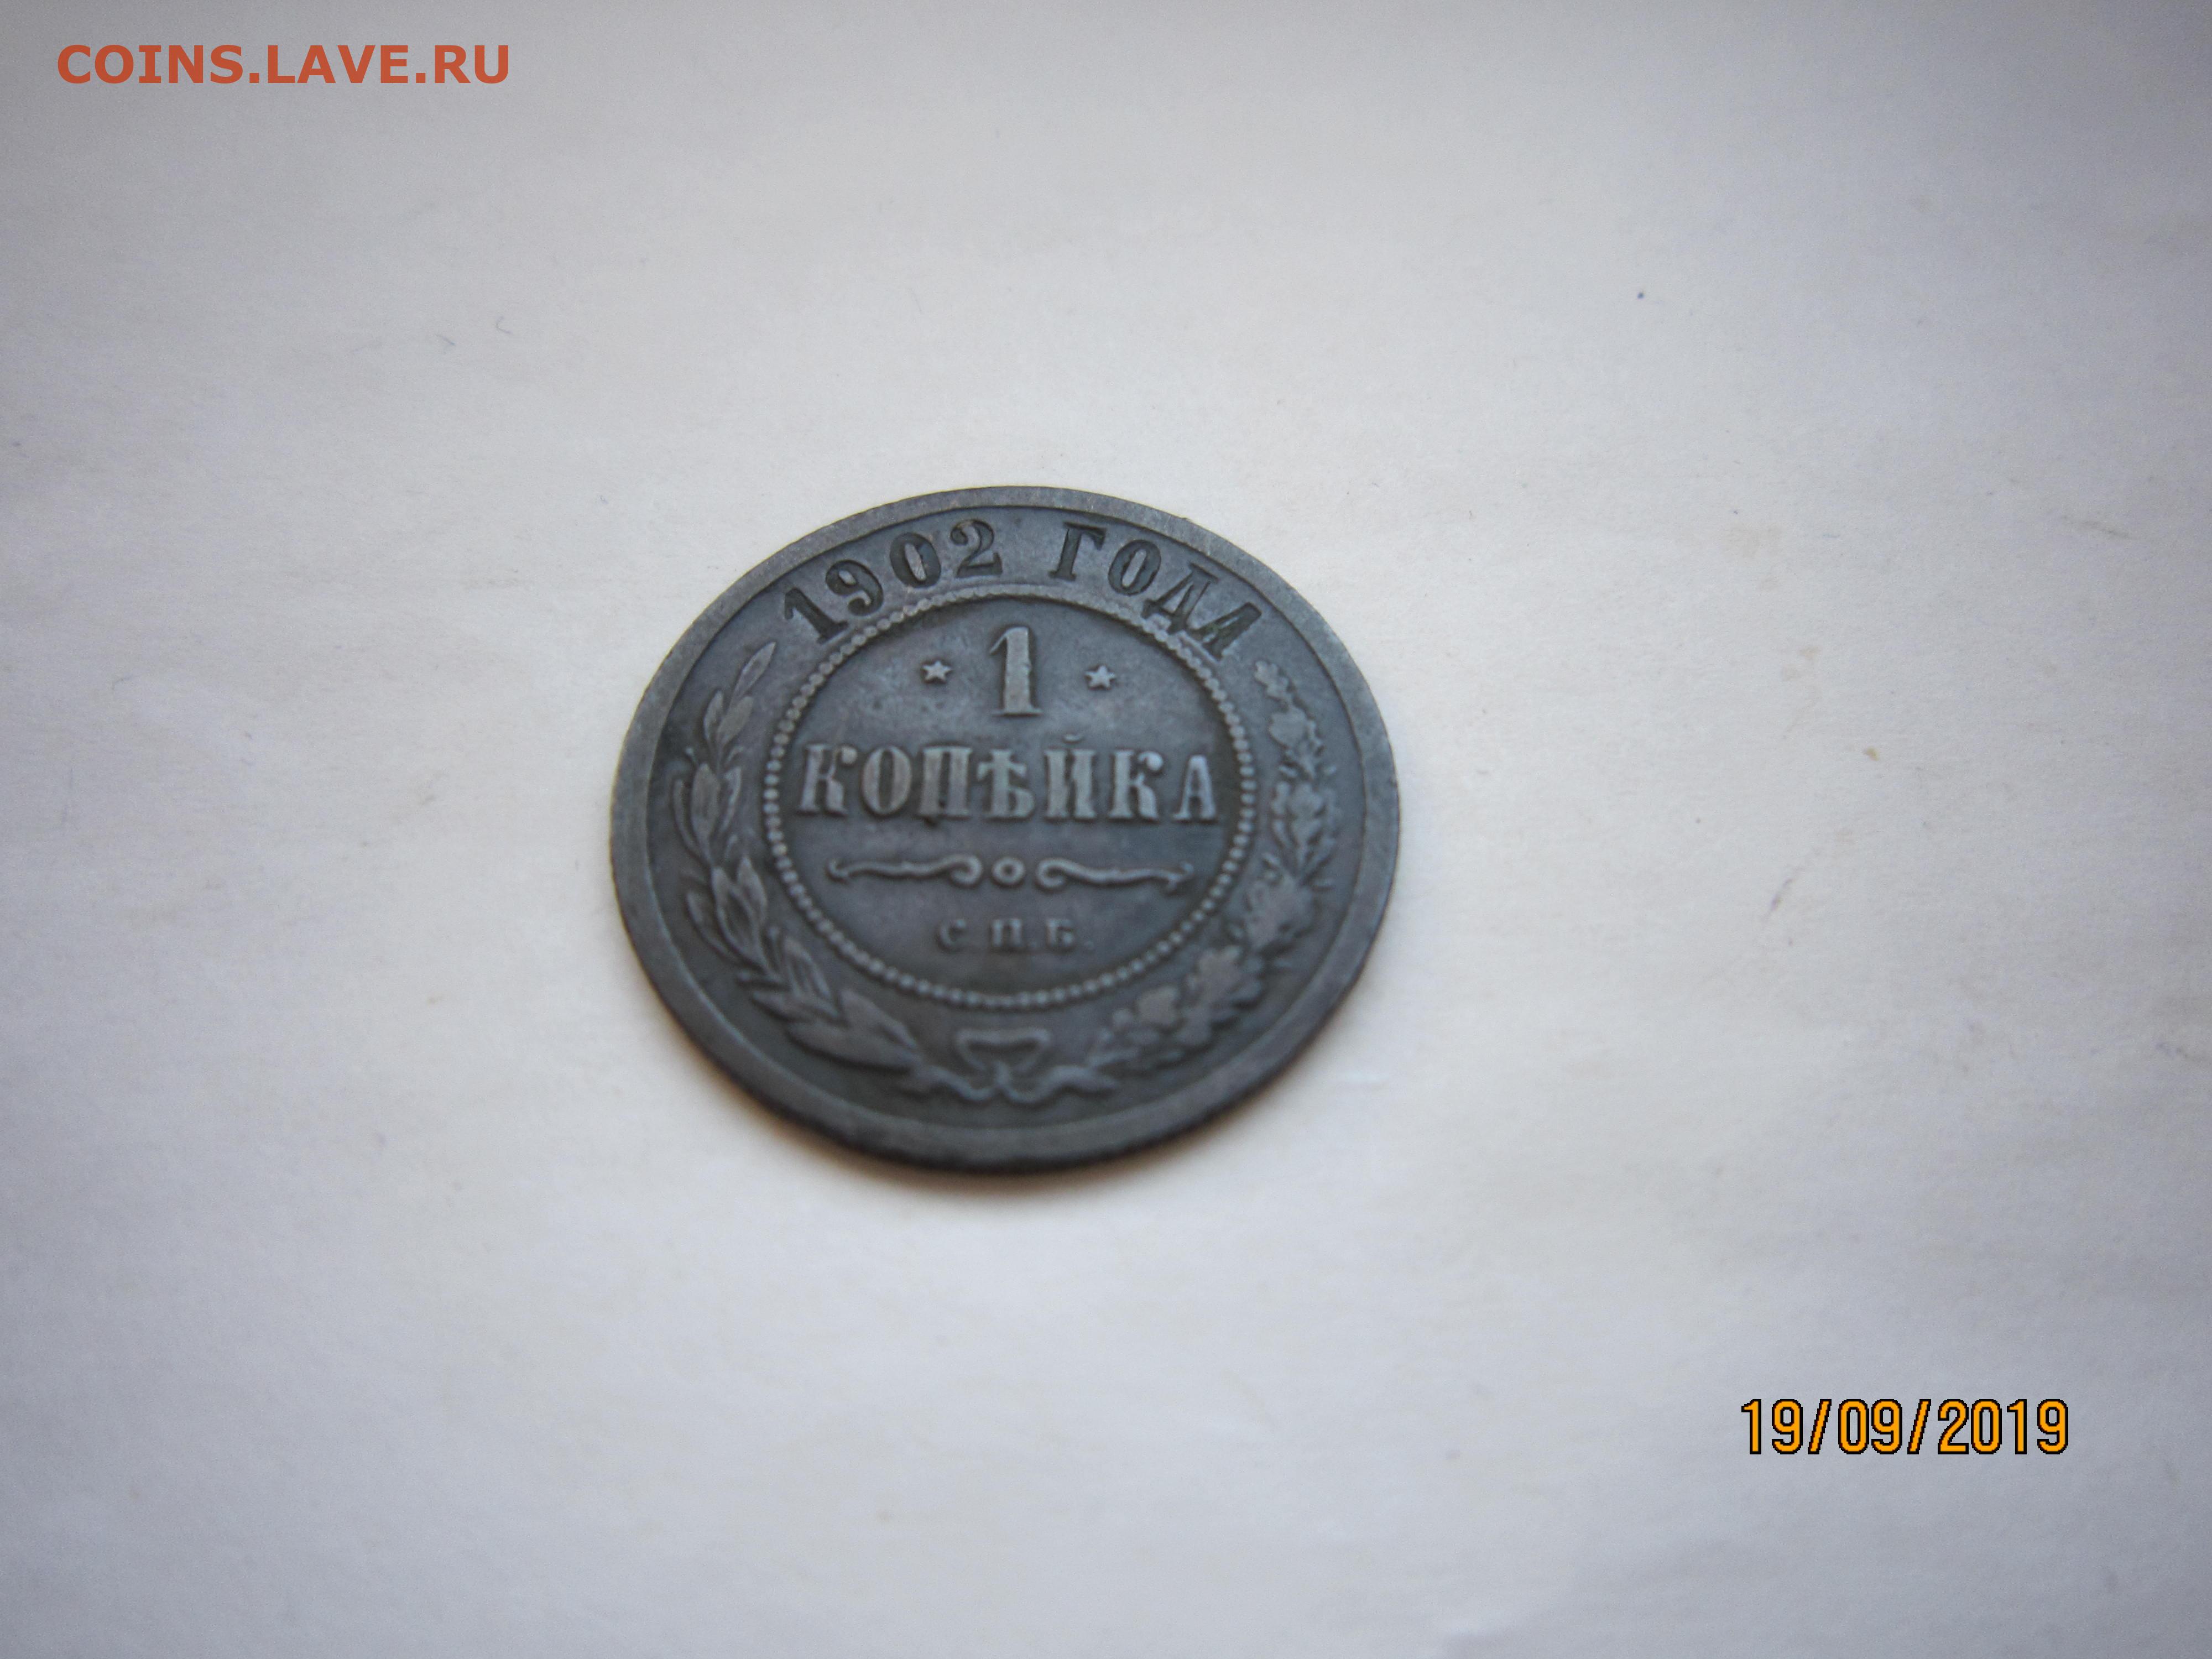 COINS.LAVE.RU
1902 ГОДА
* 1 *
КОПѢЙКА
С.П.Б.
19/09/2019